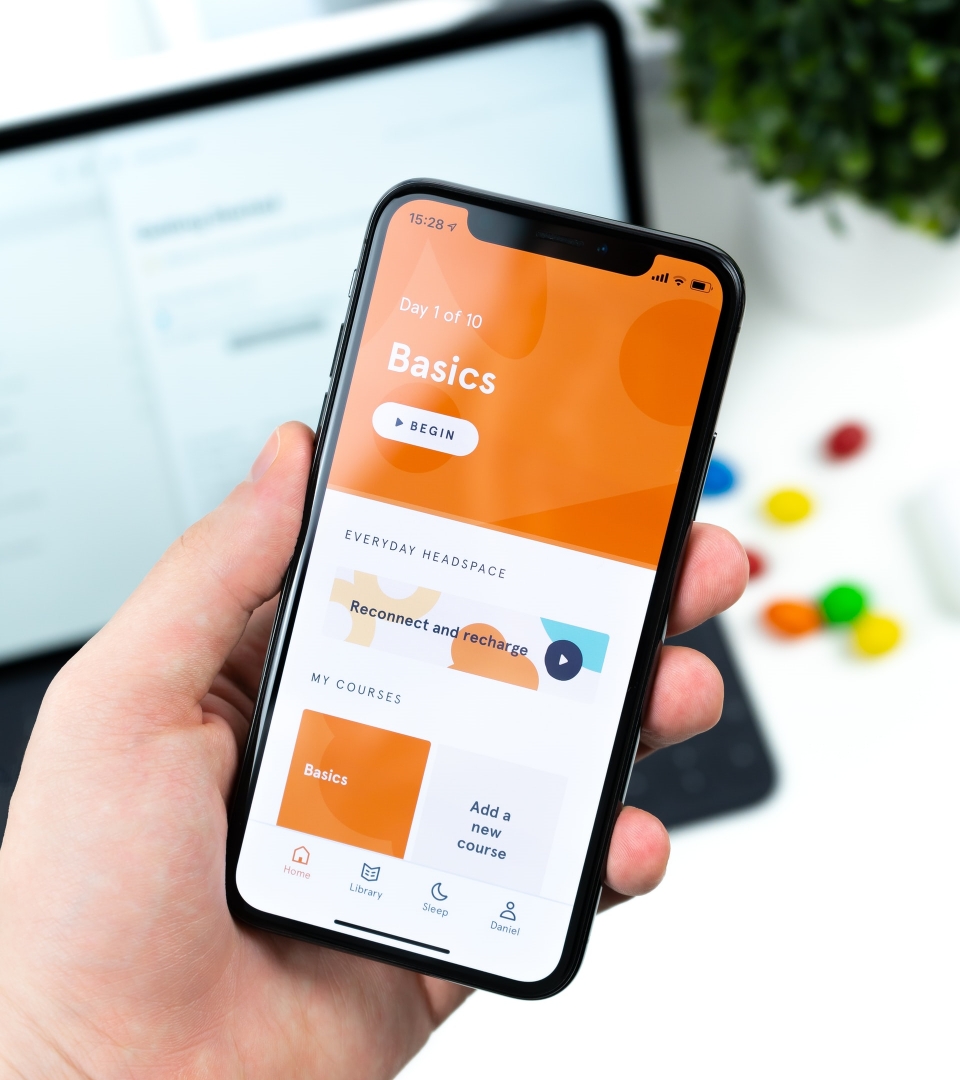 15:28
Day 1 of 10
Basics
BEGIN
EVERYDAY HEADSPACE
Reconnect and recharge
MY COURSES
Basics
Add a
new
course
Home
Library
Sleep
Daniel